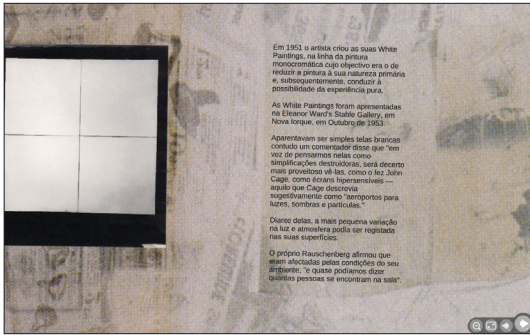 Em 1951 o artista criou as suas White
Paintings, na linha da pintura
monocromática cujo objectivo era o de
reduzir a pintura à sua natureza primária
e, subsequentemente, conduzir à
possibilidade da experiência pura.
As White Paintings foram apresentadas
na Eleanor Ward's Stable Gallery, em
Nova Iorque, em Outubro de 1953.
Aparentavam ser simples telas brancas
contudo um comentador disse que "em
vez de pensarmos nelas como
simplificações destruidoras, será decerto
mais proveitoso vê-las, como o fez John
Cage, como écrans hipersensíveis —
aquilo que Cage descrevia
sugestivamente como "aeroportos para
luzes, sombras e partículas."
Diante delas, a mais pequena variação
na luz e atmosfera podia ser registada
nas suas superfícies.
O próprio Rauschenberg afirmou que
eram afectadas pelas condições do seu
ambiente, "e quase podíamos dizer
quantas pessoas se encontram na sala".